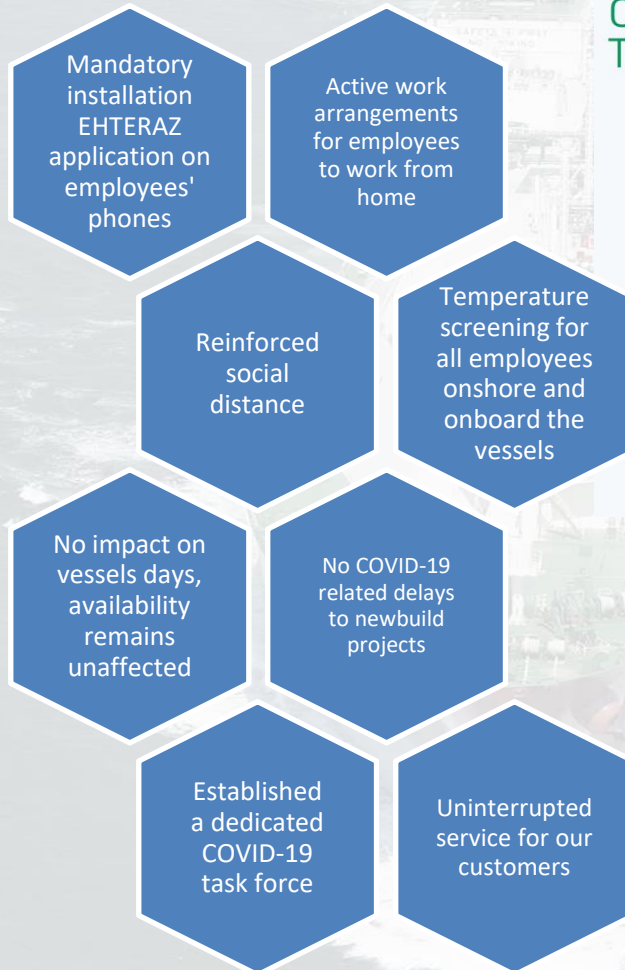 Mandatory
installation
EHTERAZ
application on
employees'
phones
Active work
arrangements
for employees
to work from
home
Reinforced
social
distance
Temperature
screening for
all employees
onshore and
onboard the
vessels
No impact on
vessels days,
availability
remains
unaffected
No COVID-19
related delays
to newbuild
projects
Established
a dedicated
COVID-19
task force
Uninterrupted
service for our
customers